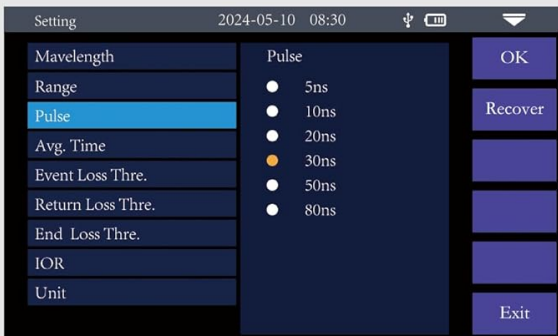 Setting 2024-05-10 08:30
Mavelength
Range
Pulse
Avg. Time
Event Loss Thre.
Return Loss Thre.
End Loss Thre.
IOR
Unit
Pulse
5ns
10ns
20ns
30ns
50ns
80ns
OK
Recover
Exit